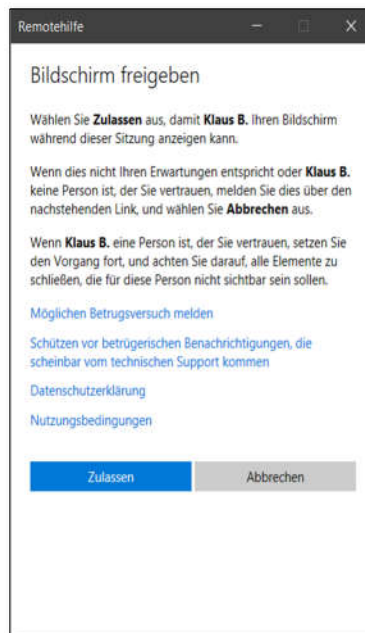 Remotehilfe
Bildschirm freigeben
Wählen Sie Zulassen aus, damit Klaus B. Ihren Bildschirm
während dieser Sitzung anzeigen kann.
Wenn dies nicht Ihren Erwartungen entspricht oder Klaus B.
keine Person ist, der Sie vertrauen, melden Sie dies über den
nachstehenden Link, und wählen Sie Abbrechen aus.
Wenn Klaus B. eine Person ist, der Sie vertrauen, setzen Sie
den Vorgang fort, und achten Sie darauf, alle Elemente zu
schließen, die für diese Person nicht sichtbar sein sollen.
Möglichen Betrugsversuch melden
Schützen vor betrügerischen Benachrichtigungen, die
scheinbar vom technischen Support kommen
Datenschutzerklärung
Nutzungsbedingungen
Zulassen Abbrechen